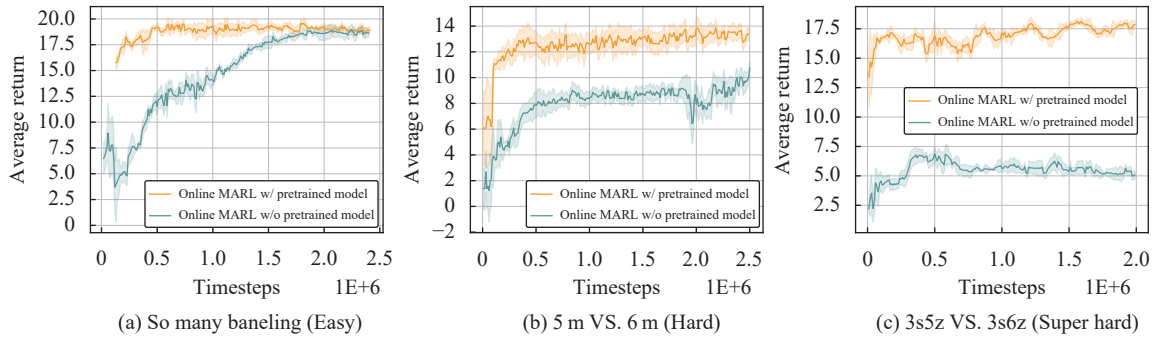 20.0
17.5
15.0
12.5
10.0
7.5
5.0
2.5
0
Average return
Online MARL w/ pretrained model
Online MARL w/o pretrained model
0 0.5 1.0 1.5 2.0 2.5
Timesteps 1E+6
(a) So many baneling (Easy)
14
12
10
8
6
4
2
0
−2
Average return
Online MARL w/ pretrained model
Online MARL w/o pretrained model
0 0.5 1.0 1.5 2.0 2.5
Timesteps 1E+6
(b) 5 m VS. 6 m (Hard)
17.5
15.0
12.5
10.0
7.5
5.0
2.5
Average return
Online MARL w/ pretrained model
Online MARL w/o pretrained model
0 0.5 1.0 1.5 2.0
Timesteps 1E+6
(c) 3s5z VS. 3s6z (Super hard)